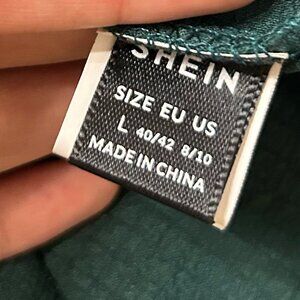 SHEIN
SIZE EU US
L 40/42 8/10
MADE IN CHINA